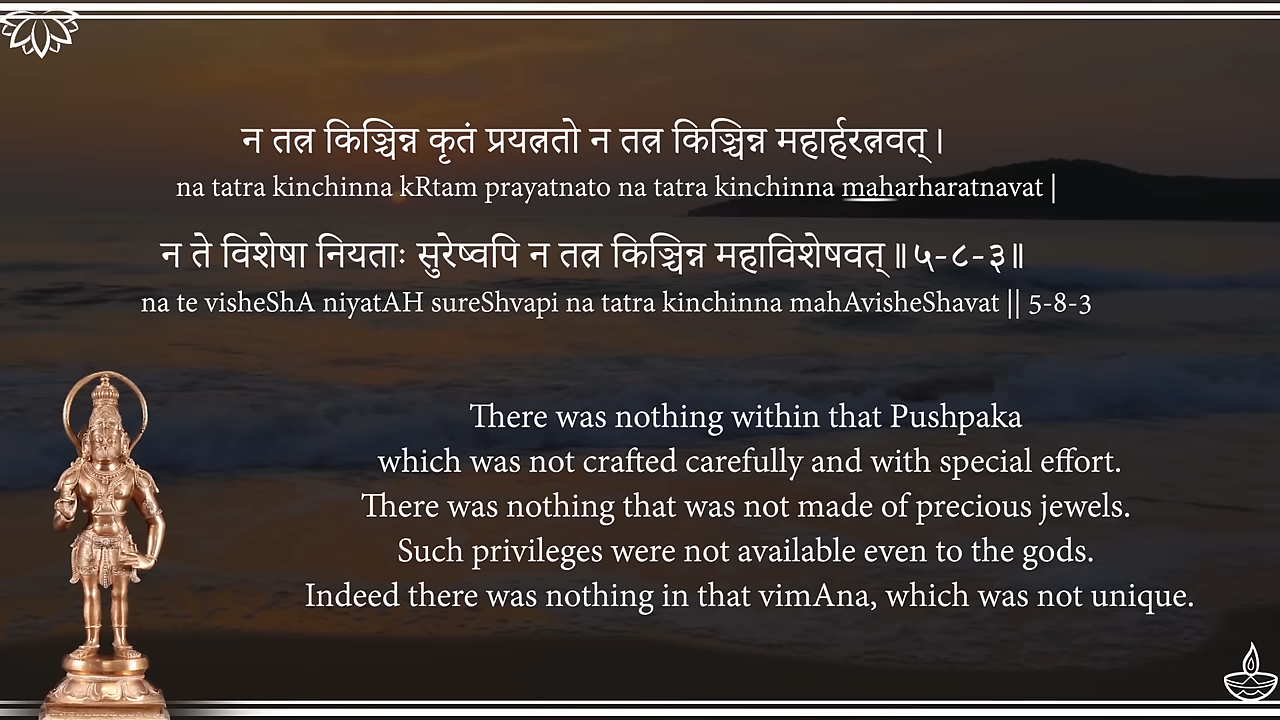 न तत्र किञ्चिन्न कृतं प्रयत्नतो न तत्र किञ्चिन्न महार्हरत्नवत् ।
na tatra kinchinna kRtam prayatnato na tatra kinchinna maharharatnavat |
न ते विशेषा नियताः सुरेष्वपि न तत्र किञ्चिन्न महाविशेषवत् ॥ ५-८-३॥
na te visheShA niyatAH sureShvapi na tatra kinchinna mahAvisheShavat || 5-8-3
There was nothing within that Pushpaka
which was not crafted carefully and with special effort.
There was nothing that was not made of precious jewels.
Such privileges were not available even to the gods.
Indeed there was nothing in that vimAna, which was not unique.